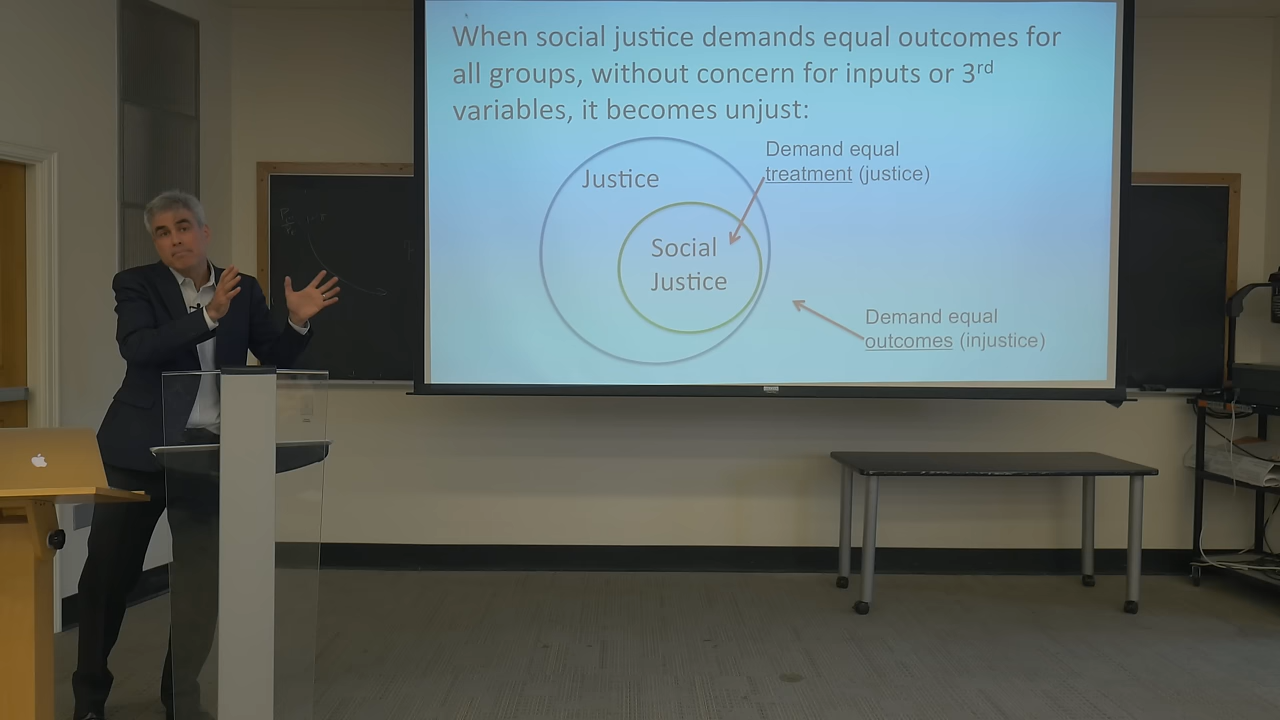 When social justice demands equal outcomes for
all groups, without concern for inputs or 3rd
variables, it becomes unjust:
Demand equal
treatment (justice)
Justice
Social
Justice
Demand equal
outcomes (injustice)